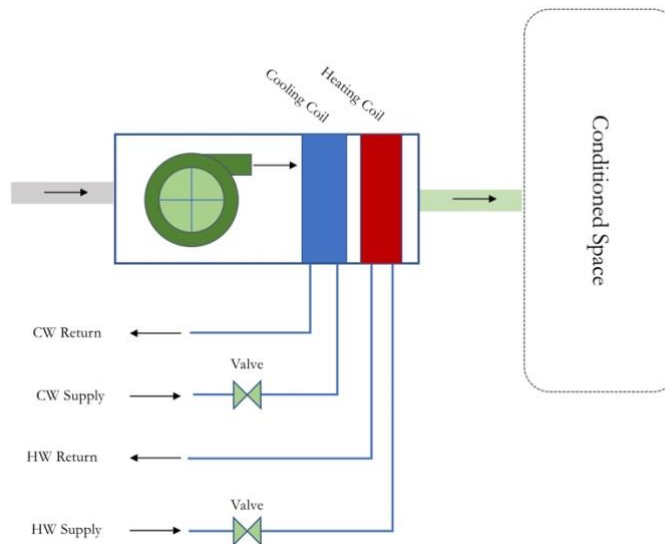 Cooling Coil
Heating Coil
Conditioned Space
CW Return
Valve
CW Supply
HW Return
Valve
HW Supply